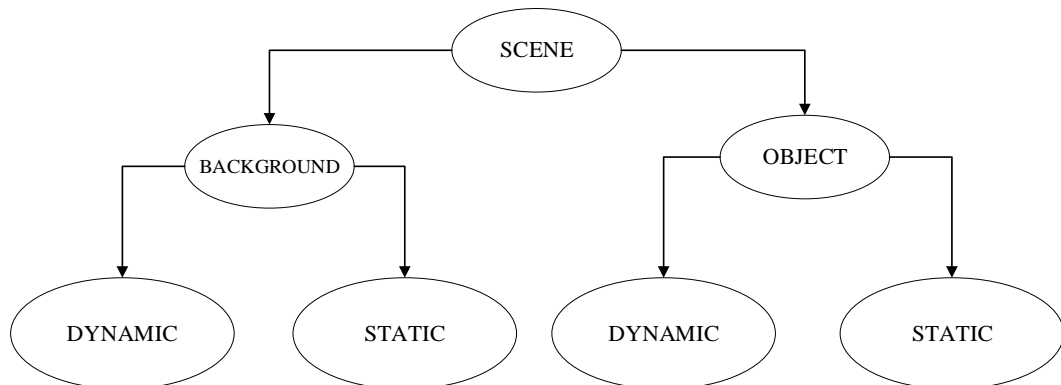 SCENE
BACKGROUND
OBJECT
DYNAMIC
STATIC
DYNAMIC
STATIC